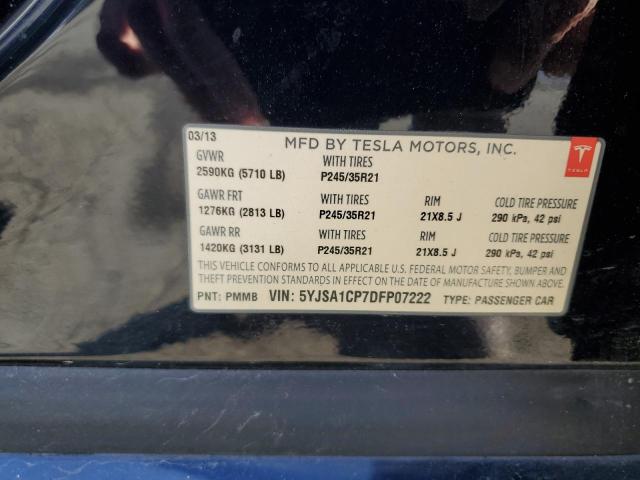 03/13 MFD BY TESLA MOTORS, INC.
GVWR WITH TIRES
2590KG (5710 LB) P245/35R21
TESLA
GAWR FRT WITH TIRES RIM COLD TIRE PRESSURE
1276KG (2813 LB) P245/35R21 21X8.5 J 290 kPa, 42 psi
GAWR RR WITH TIRES RIM COLD TIRE PRESSURE
1420KG (3131 LB) P245/35R21 21X8.5 J 290 kPa, 42 psi
THIS VEHICLE CONFORMS TO ALL APPLICABLE U.S. FEDERAL MOTOR SAFETY, BUMPER AND
THEFT PREVENTION STANDARDS IN EFFECT ON THE DATE OF MANUFACTURE SHOWN ABOVE.
PNT: PMMB VIN: 5YJSA1CP7DFP07222 TYPE: PASSENGER CAR